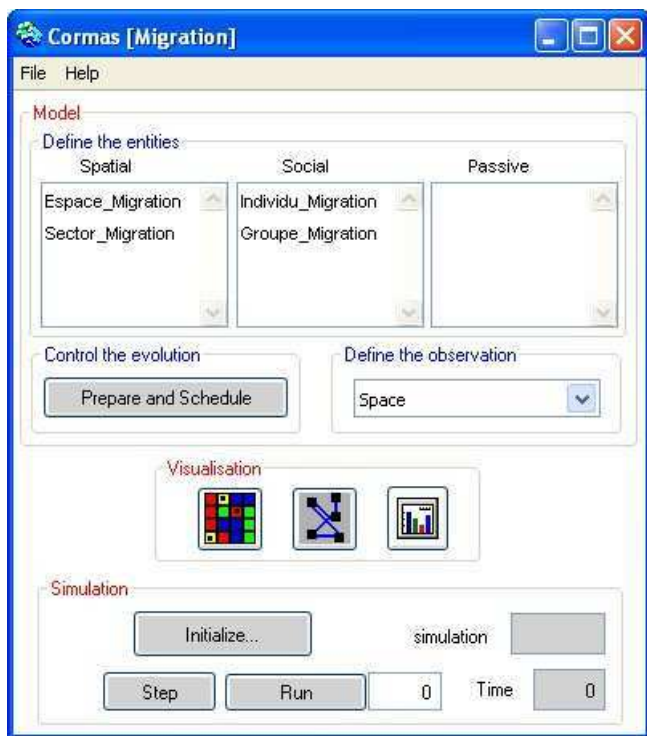 Cormas [Migration]
File Help
Model
Define the entities
Spatial Social Passive
Espace_Migration Individu_Migration
Sector_Migration Groupe_Migration
Control the evolution Define the observation
Prepare and Schedule Space
Visualisation
Simulation
Initialize... simulation
Step Run 0 Time 0